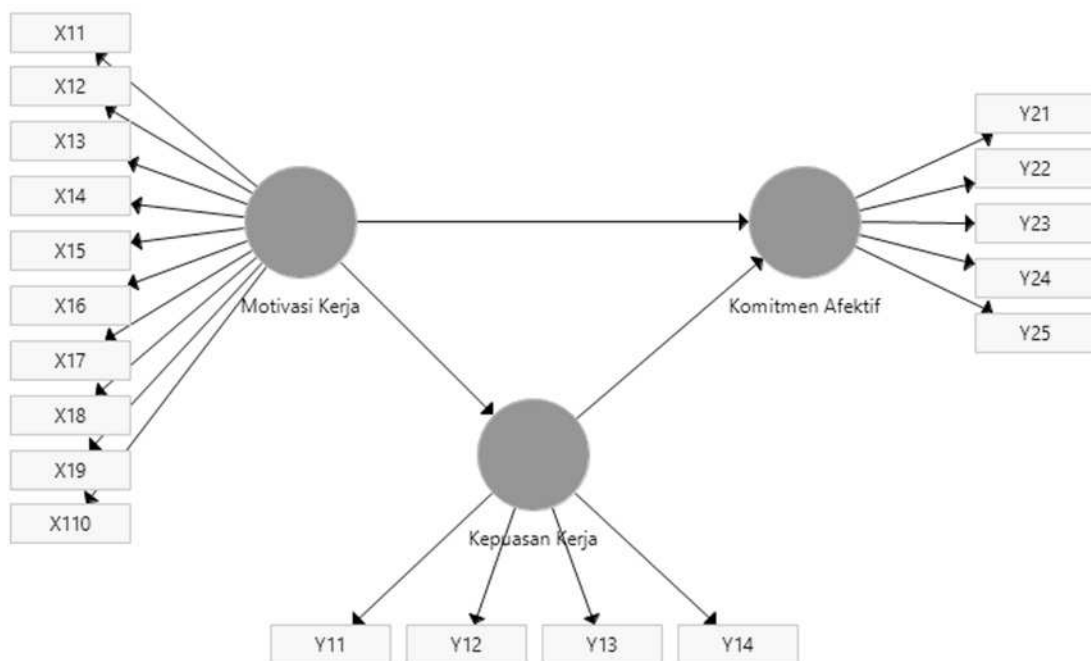 X11
X12
X13
X14
X15
X16
X17
X18
X19
X110
Motivasi Kerja
Komitmen Afektif
Y21
Y22
Y23
Y24
Y25
Kepuasan Kerja
Y11
Y12
Y13
Y14